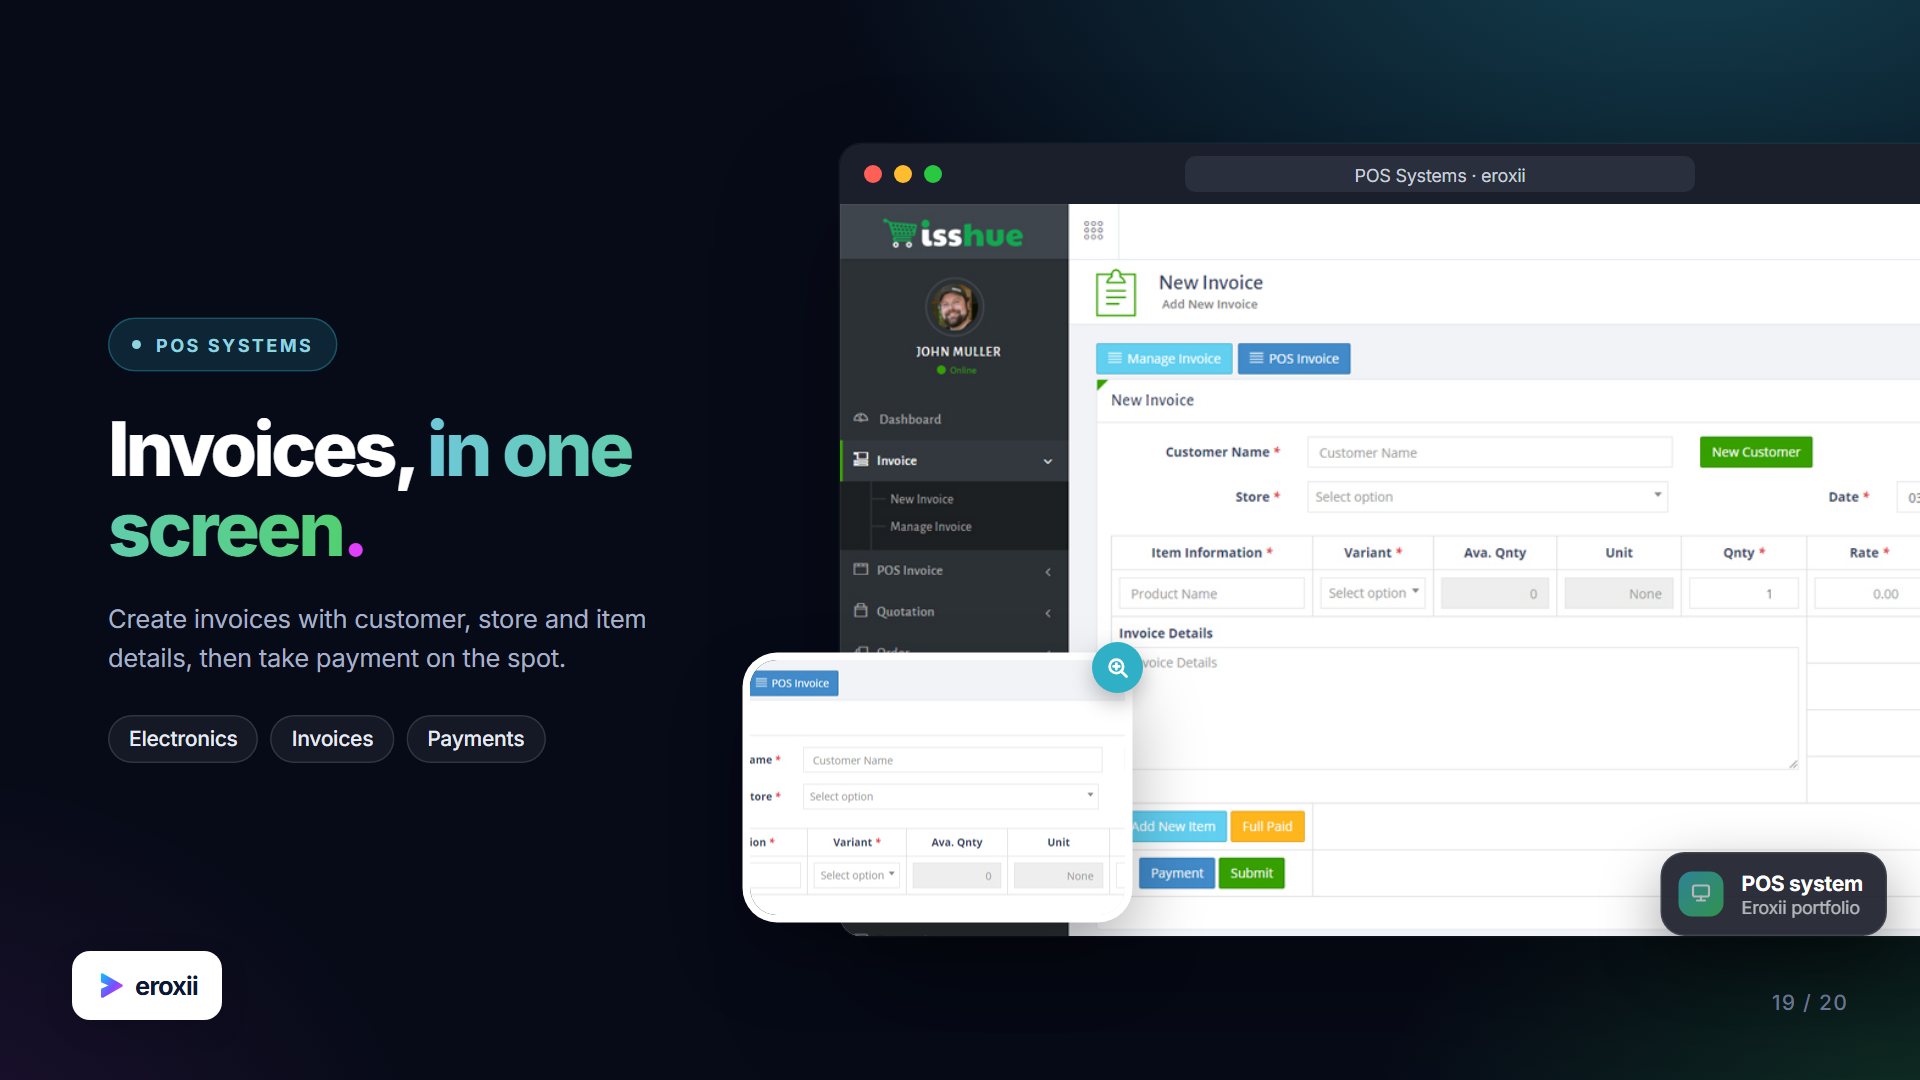 POS SYSTEMS
Invoices, in one
screen.
Create invoices with customer, store and item
details, then take payment on the spot.
Electronics
Invoices
Payments
eroxii
POS Systems · eroxii
isshue
JOHN MULLER
Online
Dashboard
Invoice
New Invoice
Manage Invoice
POS Invoice
Quotation
Order
New Invoice
Add New Invoice
Manage Invoice
POS Invoice
New Invoice
Customer Name *
Customer Name
New Customer
Store *
Select option
Date *
03
Item Information *
Variant *
Ava. Qnty
Unit
Qnty *
Rate *
Product Name
Select option
0
None
1
0.00
Invoice Details
voice Details
Add New Item
Full Paid
Payment
Submit
POS Invoice
ame *
Customer Name
tore *
Select option
ion *
Variant *
Ava. Qnty
Unit
Select option
0
None
POS system
Eroxii portfolio
19 / 20